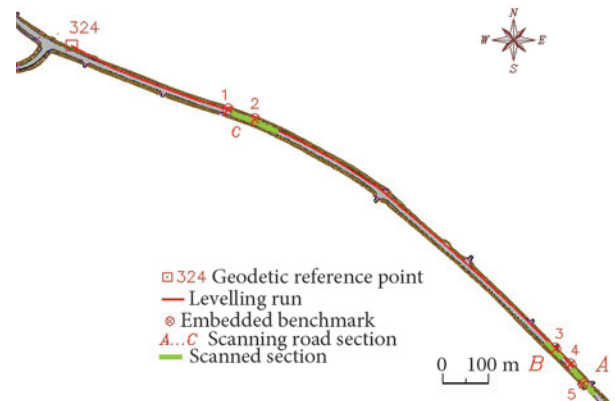 324
N
W E
S
1
2
C
324 Geodetic reference point
Levelling run
Embedded benchmark
A...C Scanning road section
Scanned section
0 100 m
3
B 4 A
5